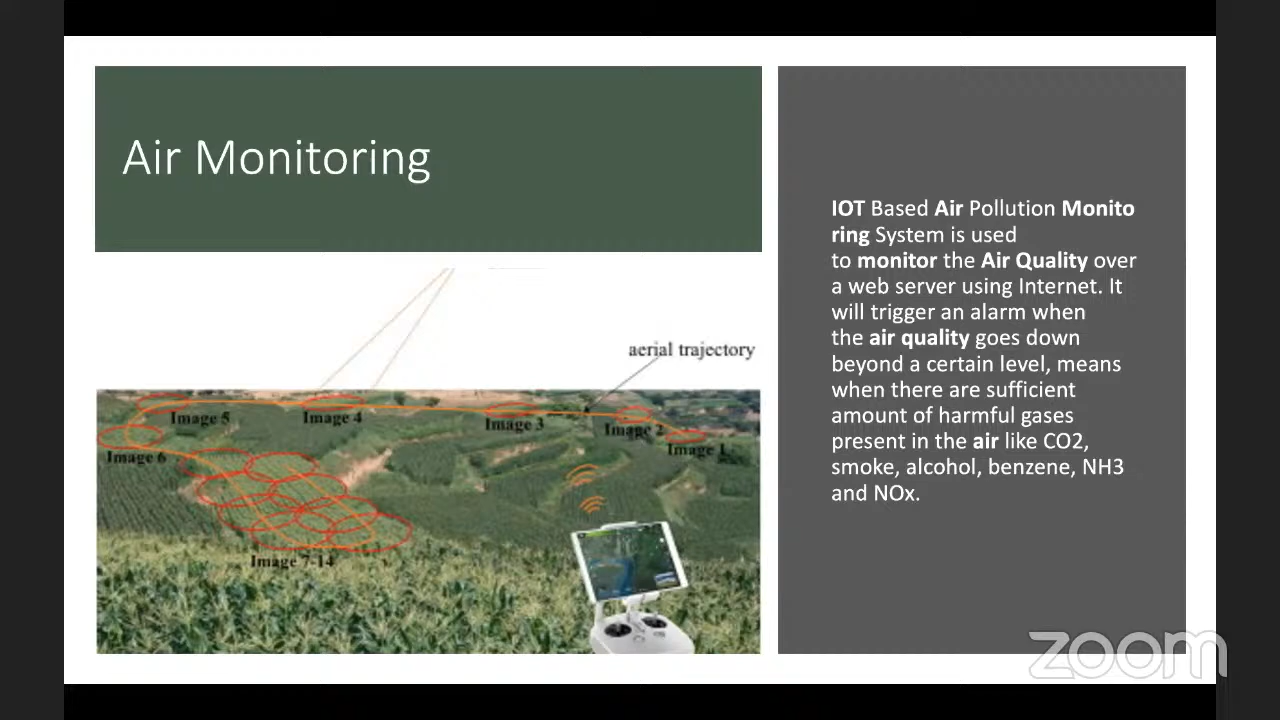 Air Monitoring
aerial trajectory
Image 5
Image 4
Image 3
Image 2
Image 1
Image 6
Image 7-14
IOT Based Air Pollution Monito
ring System is used
to monitor the Air Quality over
a web server using Internet. It
will trigger an alarm when
the air quality goes down
beyond a certain level, means
when there are sufficient
amount of harmful gases
present in the air like CO2,
smoke, alcohol, benzene, NH3
and NOx.
zoom